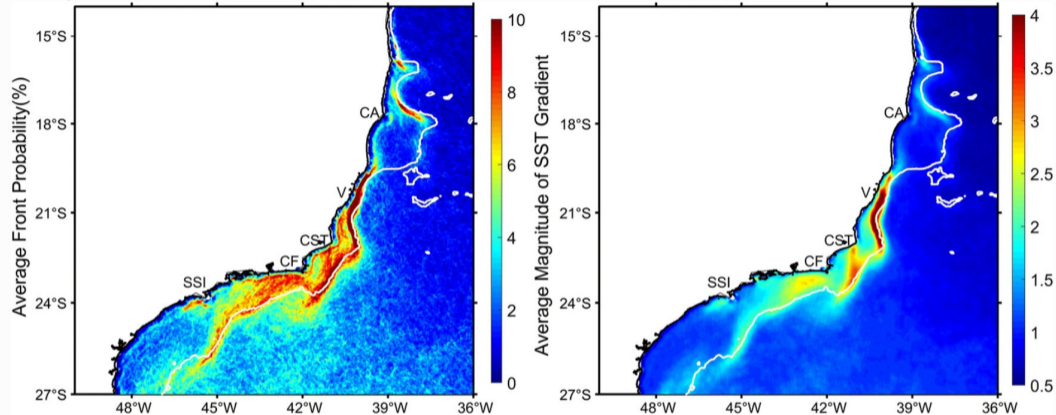 Average Front Probability(%)
15°S
18°S
21°S
24°S
27°S
48°W
45°W
42°W
39°W
36°W
CA
V
CST
CF
SSI
10
8
6
4
2
0
Average Magnitude of SST Gradient
15°S
18°S
21°S
24°S
27°S
48°W
45°W
42°W
39°W
36°W
CA
V
CST
CF
SSI
4
3.5
3
2.5
2
1.5
1
0.5